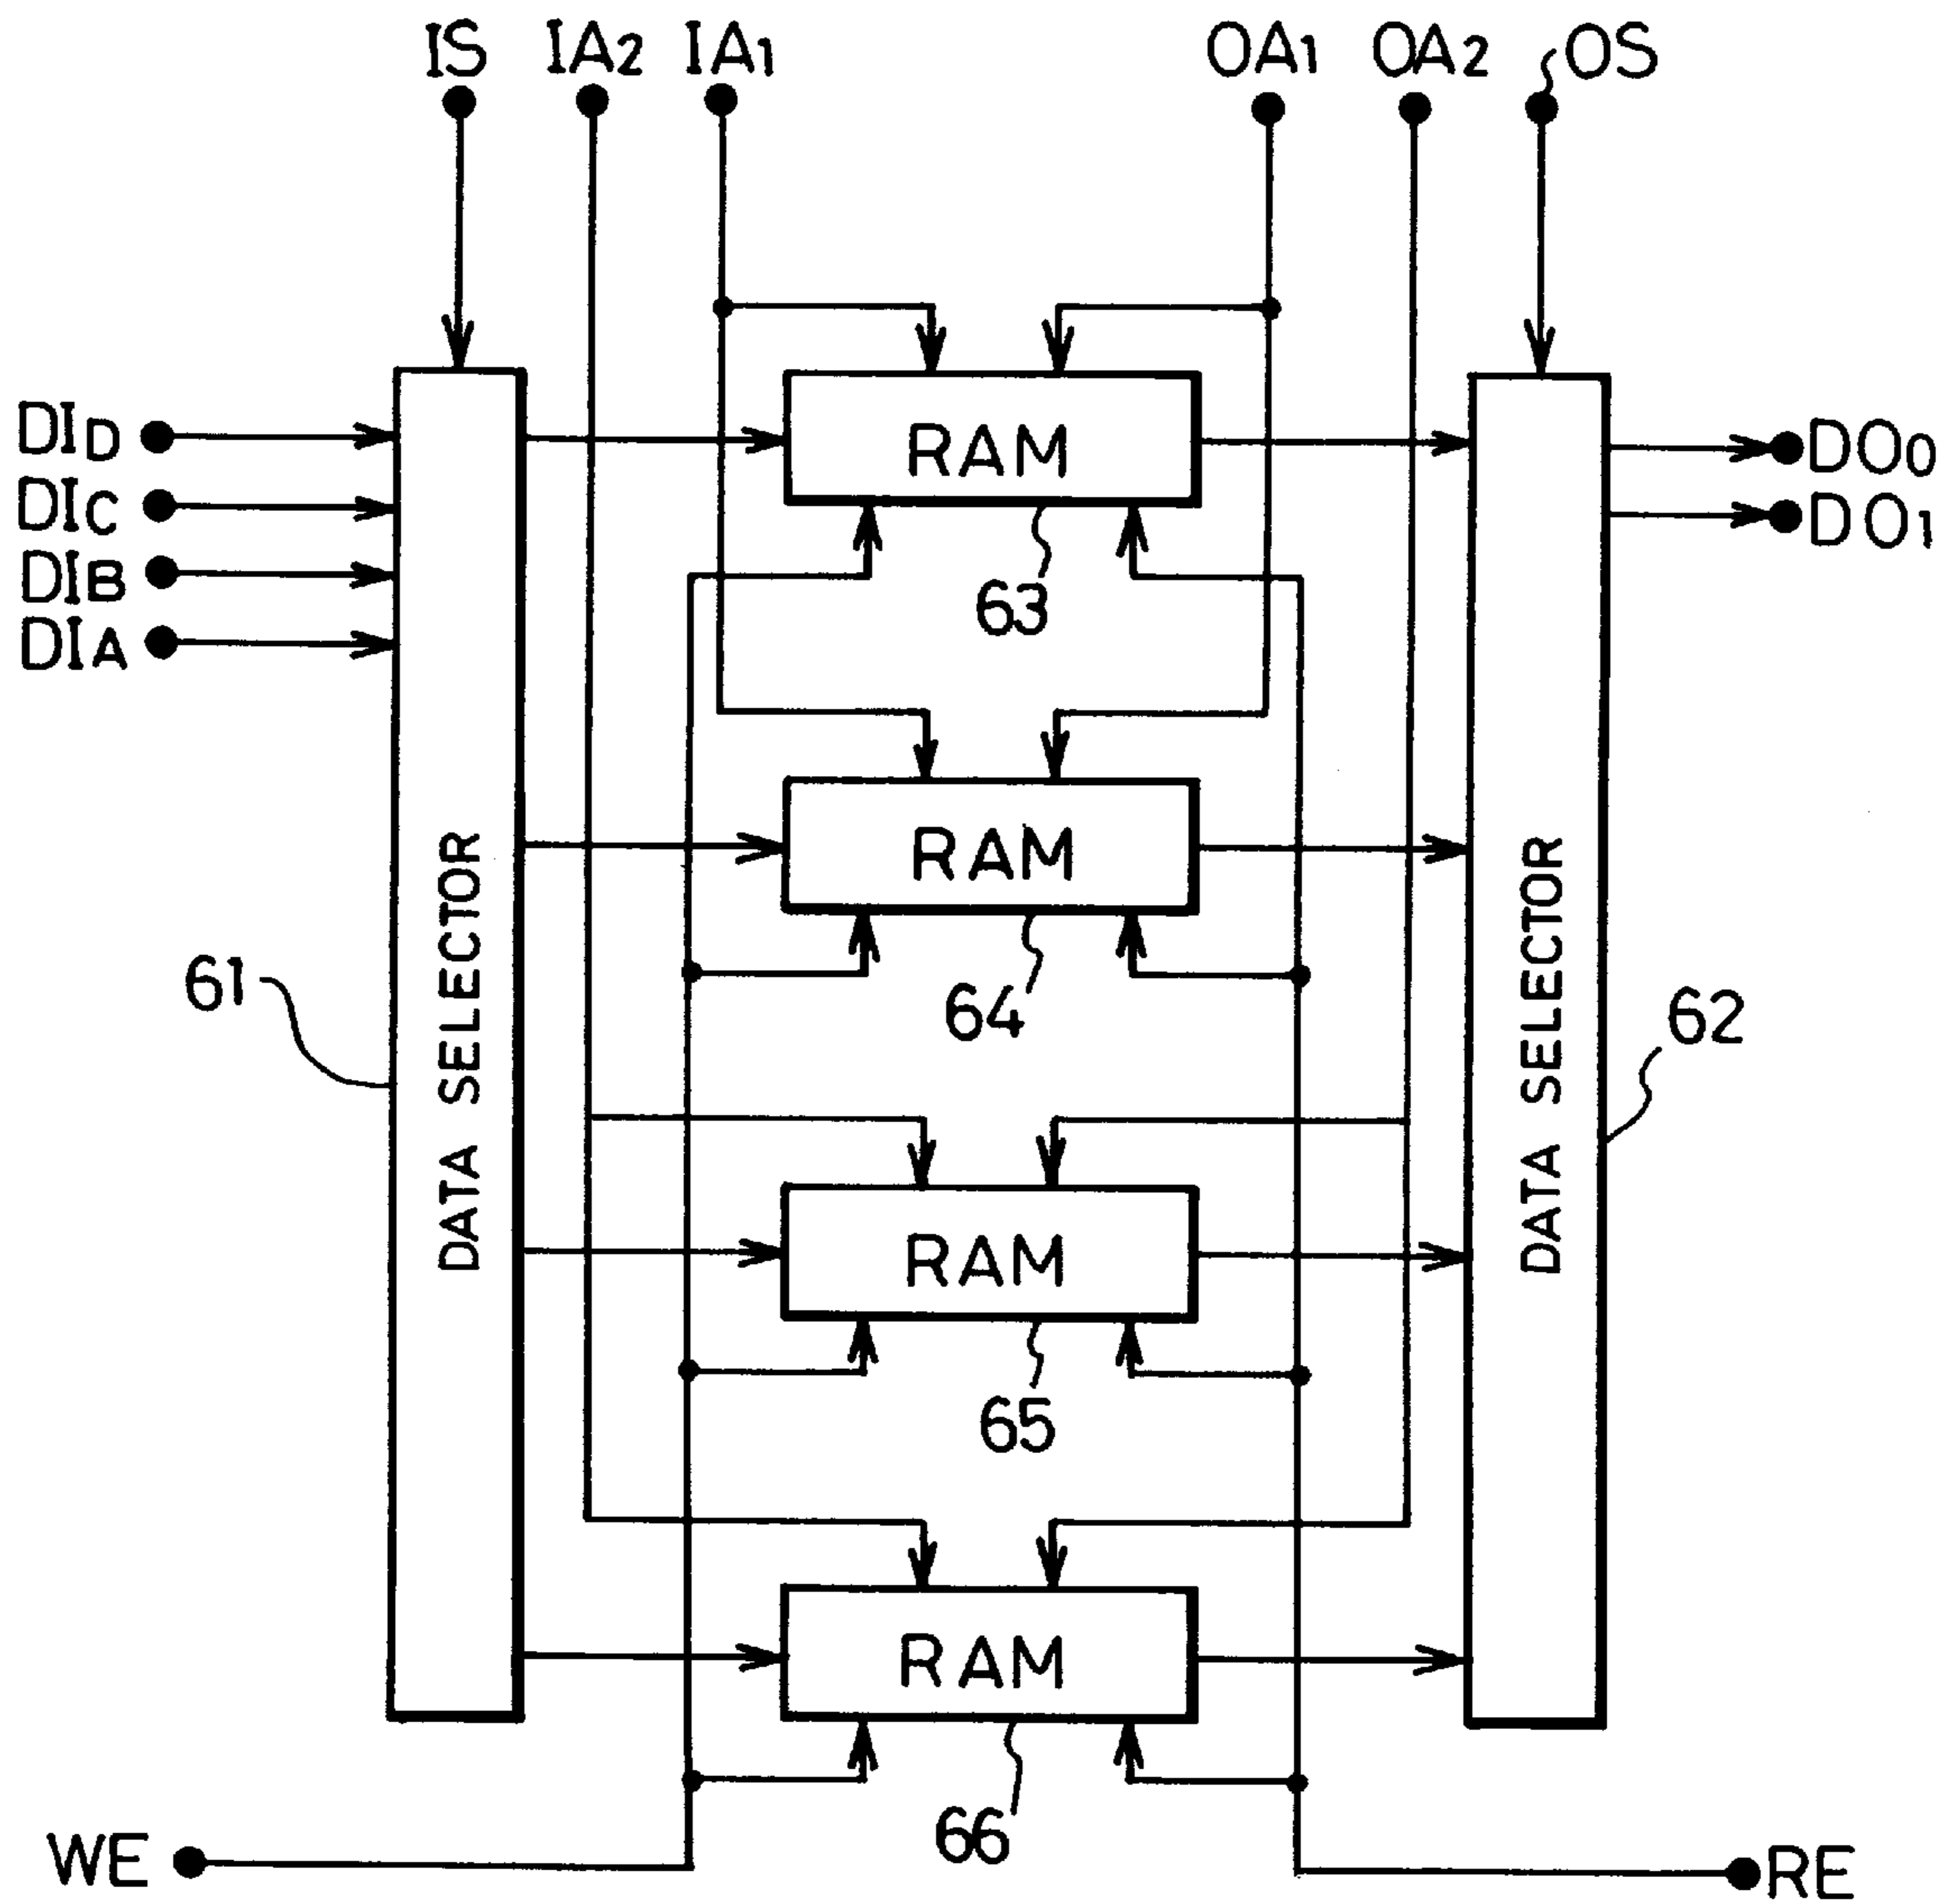 IS IA2 IA1 OA1 OA2 OS
DID
DIC
DIB
DIA
RAM
DO0
DO1
63
RAM
64
61
DATA SELECTOR
DATA SELECTOR
62
RAM
65
RAM
66
WE
RE